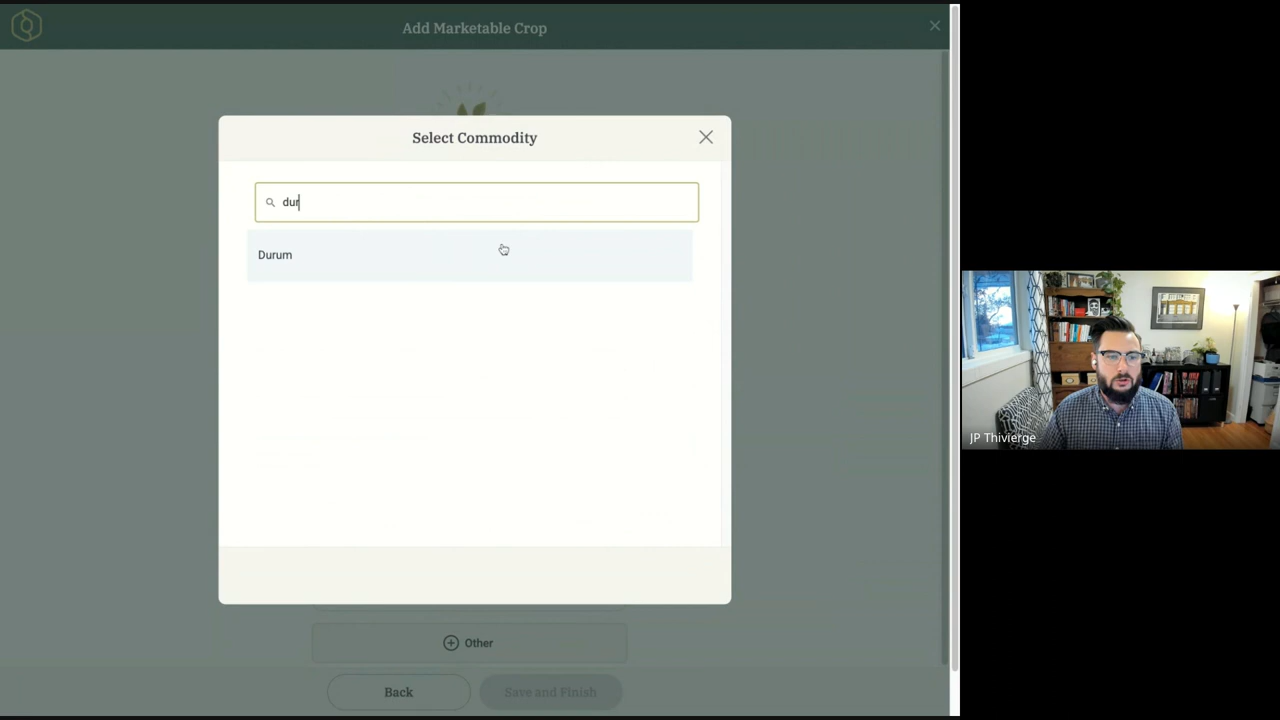 Add Marketable Crop
Select Commodity
dur
Durum
Other
Back
Save and Finish
JP Thivierge